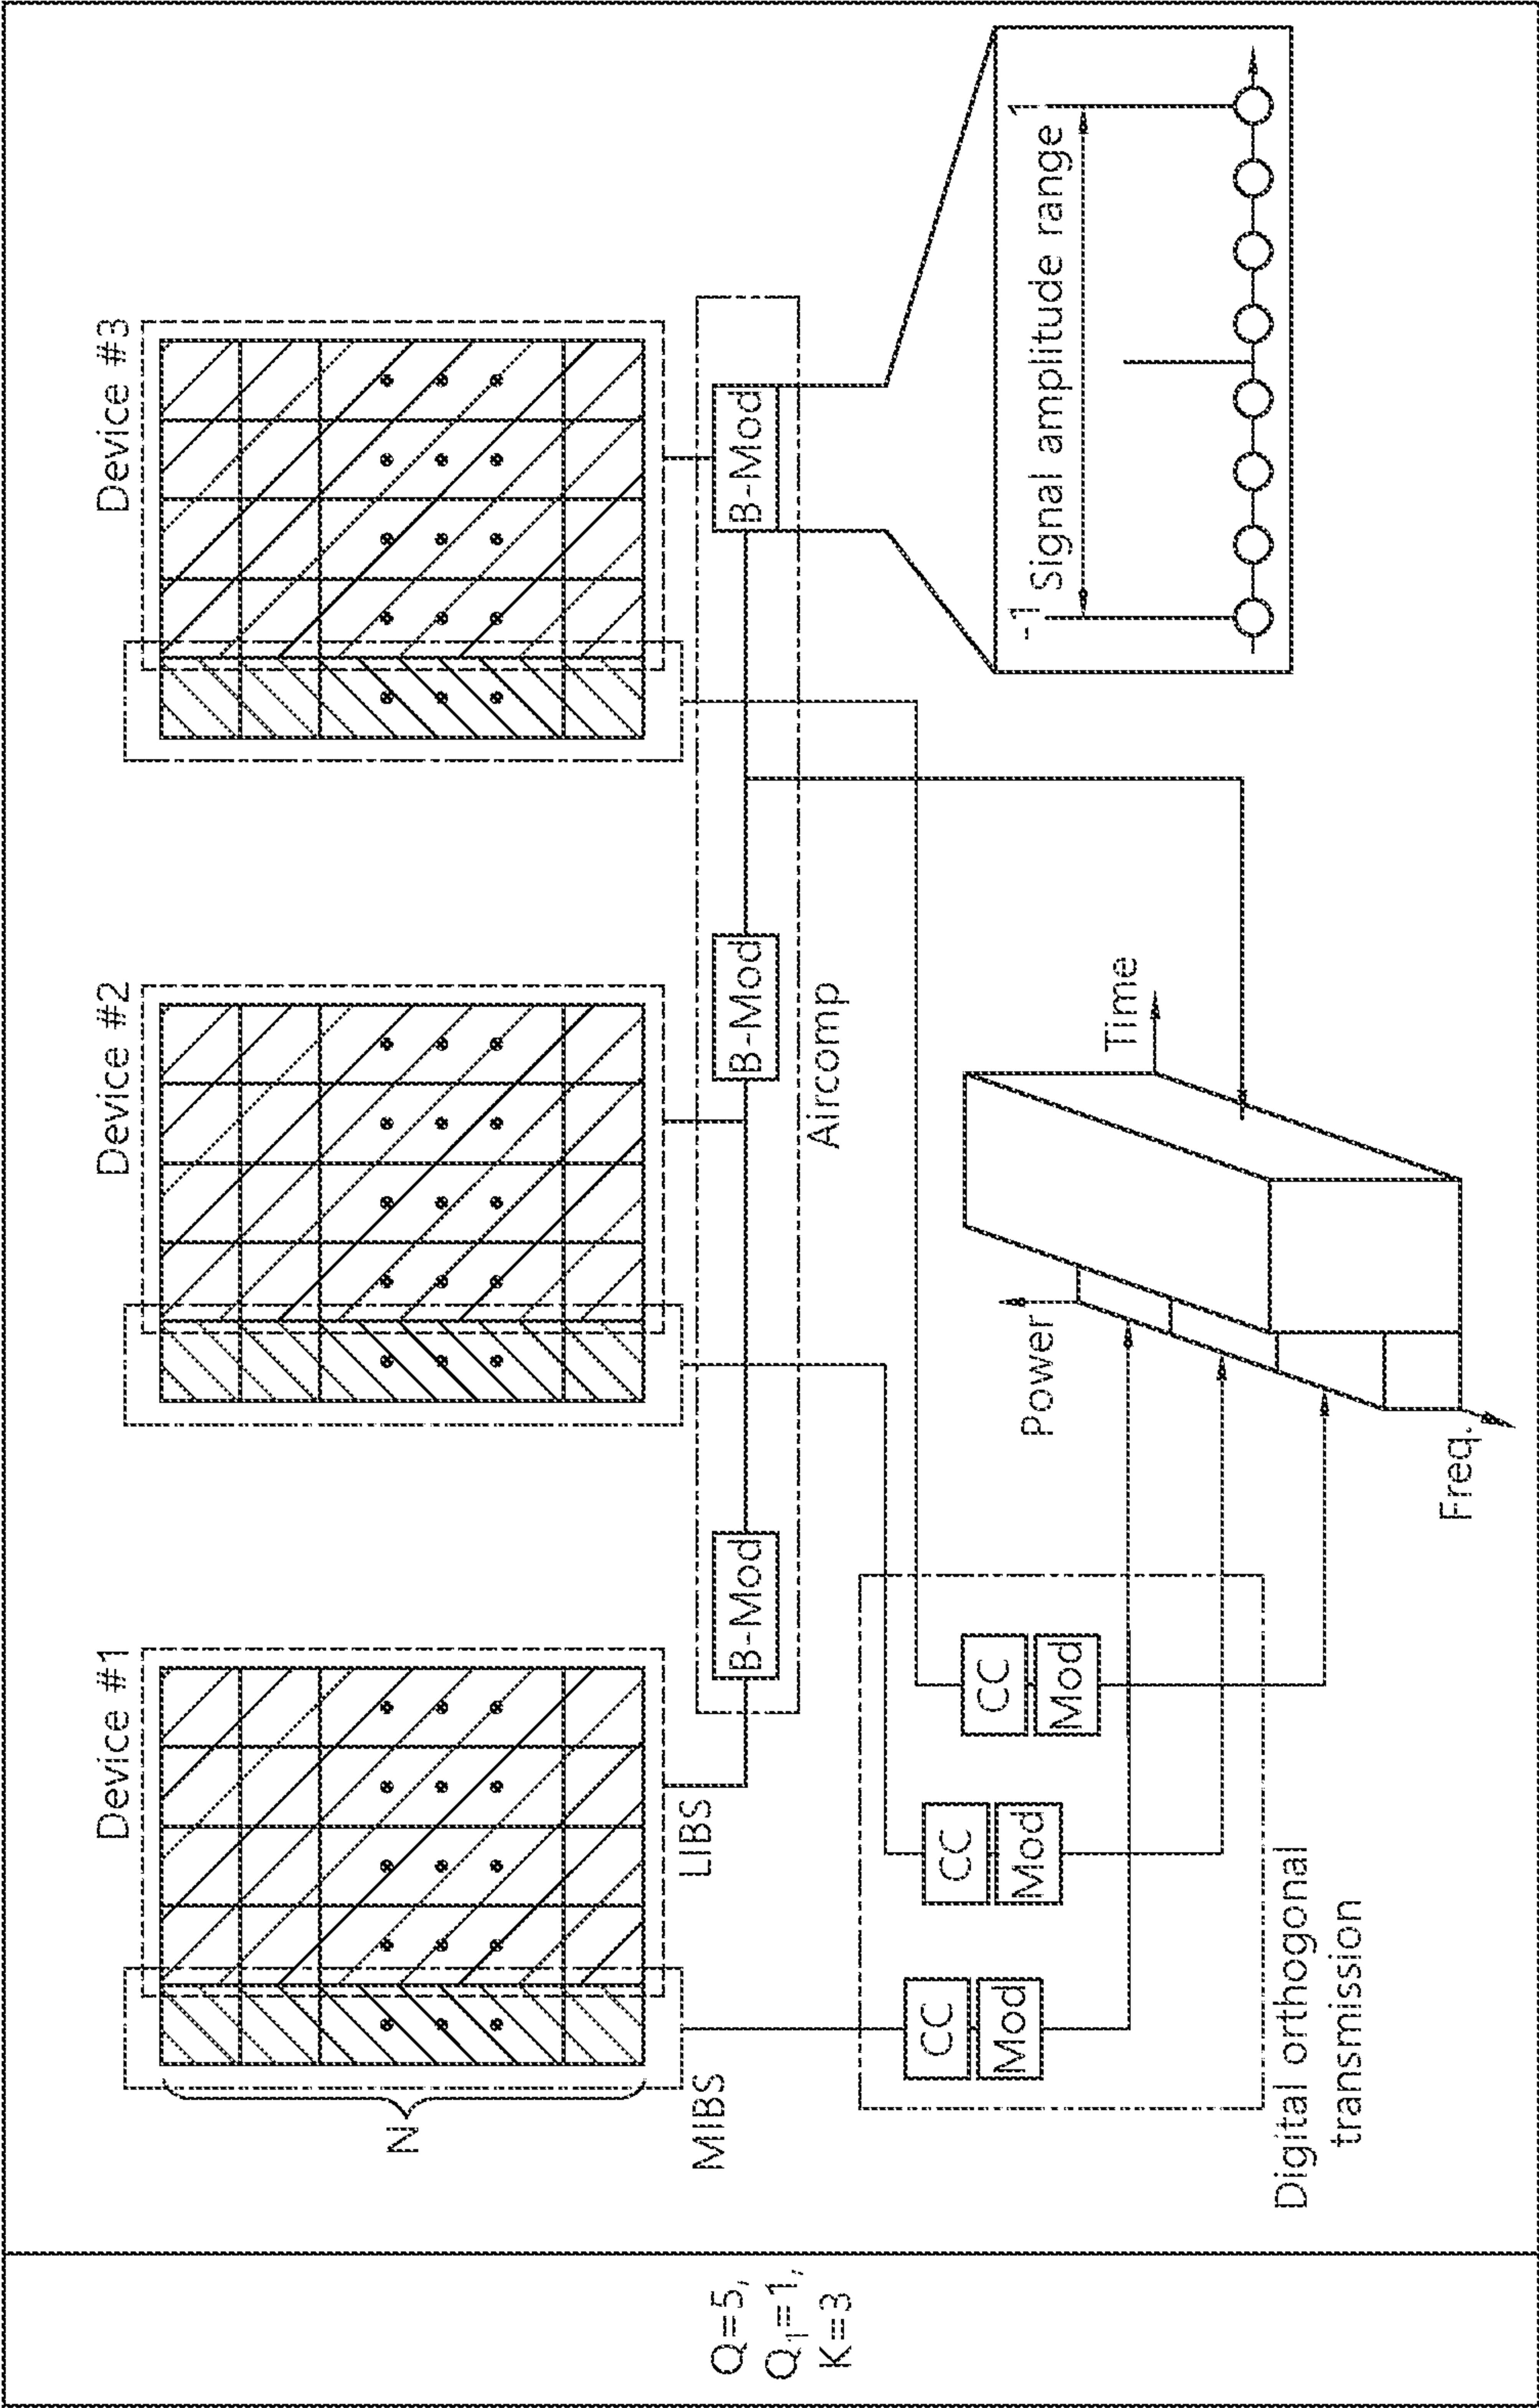 Q=5,
Q₁=1,
K=3
Device #1
Device #2
Device #3
N
MIBS
LIBS
B-Mod
B-Mod
B-Mod
Aircomp
CC
Mod
CC
Mod
CC
Mod
Digital orthogonal
transmission
Power
Time
Freq.
-1
1
Signal amplitude range